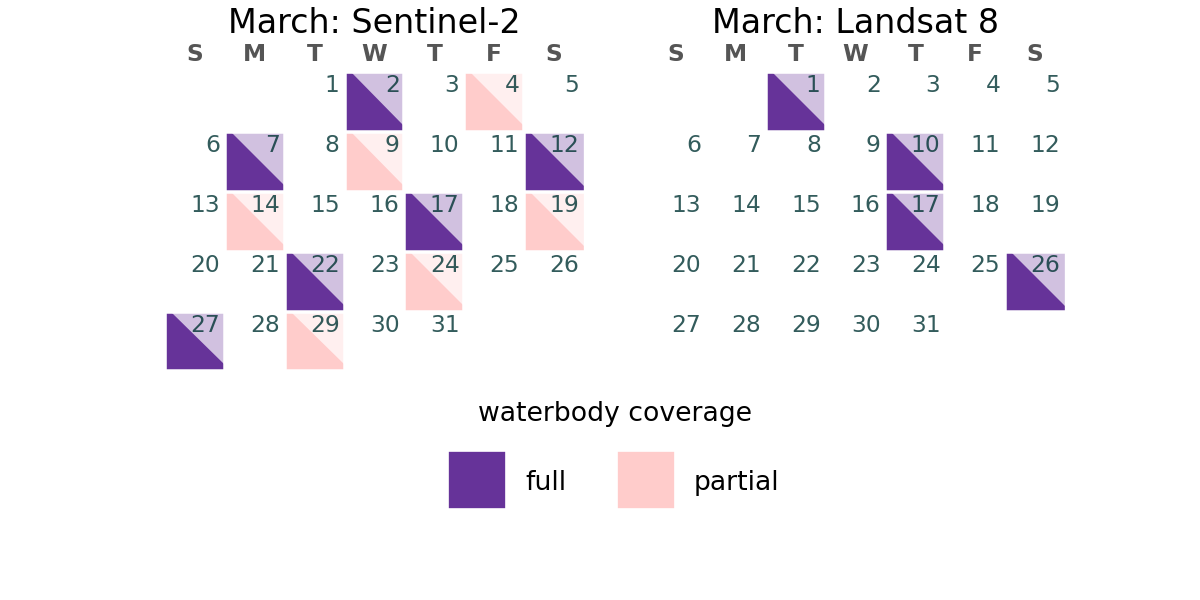 March: Sentinel-2
S M T W T F S
1 2 3 4 5
6 7 8 9 10 11 12
13 14 15 16 17 18 19
20 21 22 23 24 25 26
27 28 29 30 31
March: Landsat 8
S M T W T F S
1 2 3 4 5
6 7 8 9 10 11 12
13 14 15 16 17 18 19
20 21 22 23 24 25 26
27 28 29 30 31
waterbody coverage
full partial